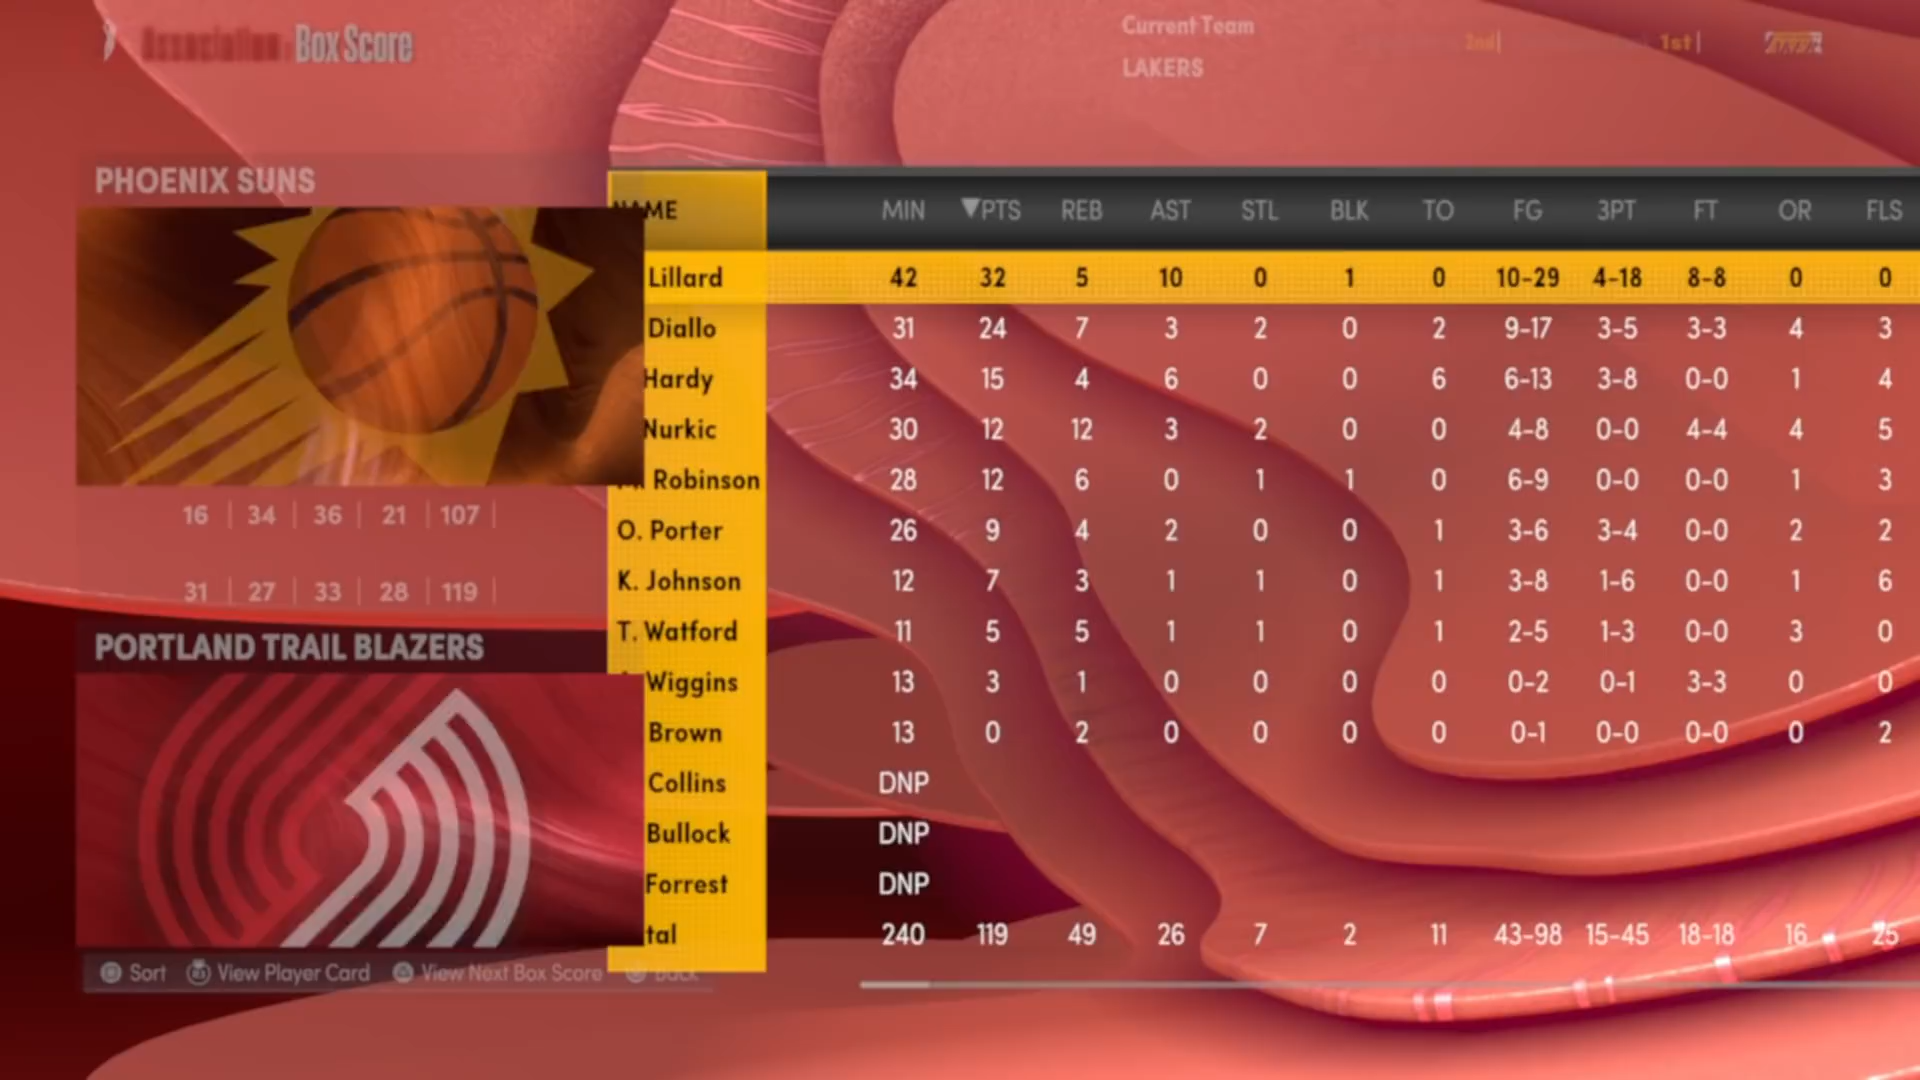 Association Box Score
Current Team
LAKERS
2nd|
1st|
PHOENIX SUNS
16 | 34 | 36 | 21 | 107 |
31 | 27 | 33 | 28 | 119 |
PORTLAND TRAIL BLAZERS
NAME MIN ▼PTS REB AST STL BLK TO FG 3PT FT OR FLS
Lillard 42 32 5 10 0 1 0 10-29 4-18 8-8 0 0
Diallo 31 24 7 3 2 0 2 9-17 3-5 3-3 4 3
Hardy 34 15 4 6 0 0 6 6-13 3-8 0-0 1 4
Nurkic 30 12 12 3 2 0 0 4-8 0-0 4-4 4 5
Robinson 28 12 6 0 1 1 0 6-9 0-0 0-0 1 3
O. Porter 26 9 4 2 0 0 1 3-6 3-4 0-0 2 2
K. Johnson 12 7 3 1 1 0 1 3-8 1-6 0-0 1 6
T. Watford 11 5 5 1 1 0 1 2-5 1-3 0-0 3 0
Wiggins 13 3 1 0 0 0 0 0-2 0-1 3-3 0 0
Brown 13 0 2 0 0 0 0 0-1 0-0 0-0 0 2
Collins DNP
Bullock DNP
Forrest DNP
tal 240 119 49 26 7 2 11 43-98 15-45 18-18 16 25
Sort View Player Card View Next Box Score Back